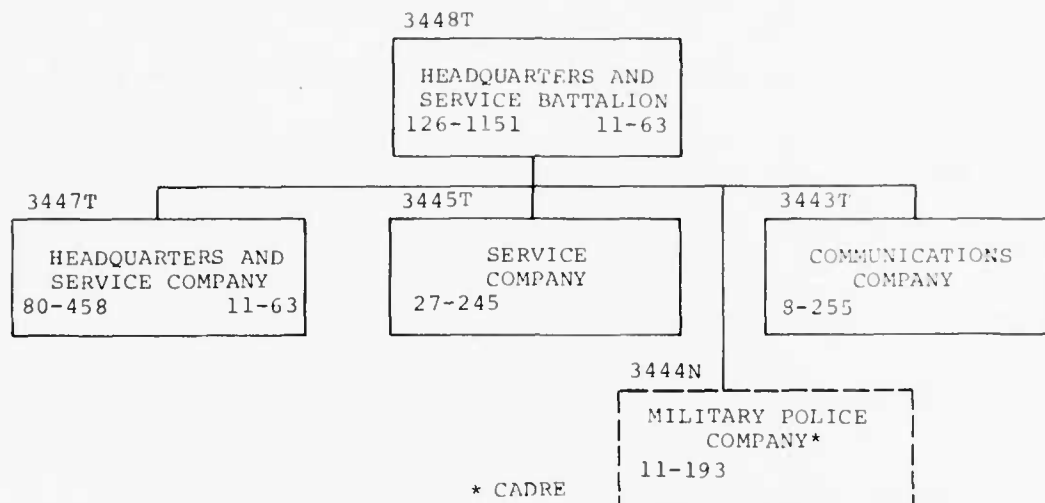 3448T
HEADQUARTERS AND
SERVICE BATTALION
126-1151 11-63
3447T
HEADQUARTERS AND
SERVICE COMPANY
80-458 11-63
3445T
SERVICE
COMPANY
27-245
3443T
COMMUNICATIONS
COMPANY
8-255
3444N
MILITARY POLICE
COMPANY*
11-193
* CADRE